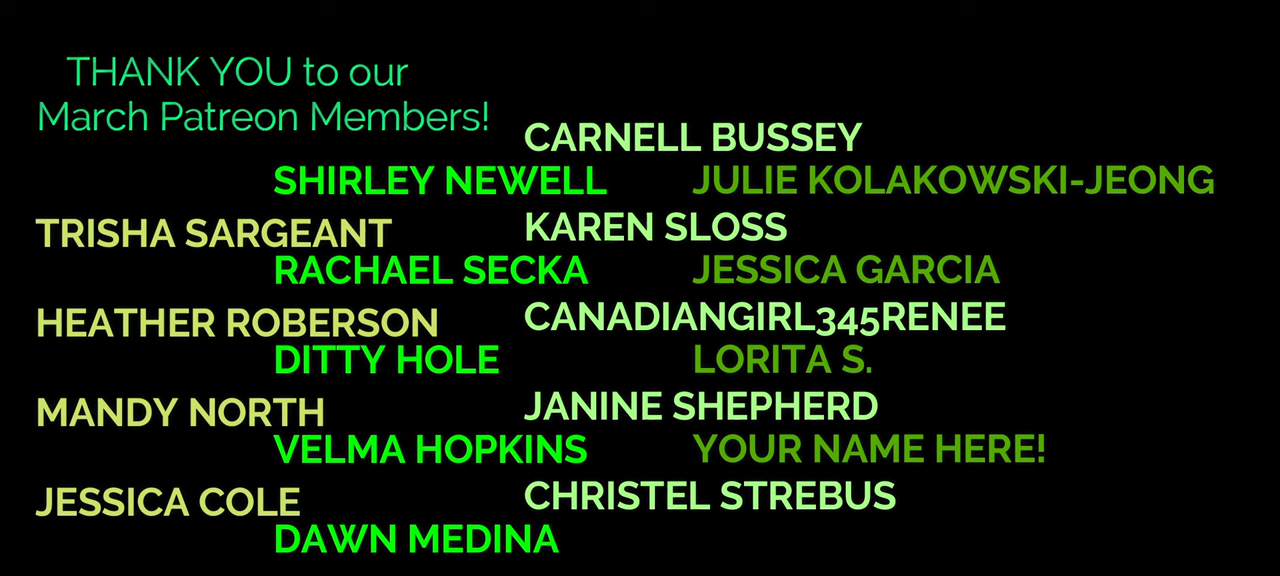 THANK YOU to our
March Patreon Members!
TRISHA SARGEANT
HEATHER ROBERSON
MANDY NORTH
JESSICA COLE
SHIRLEY NEWELL
RACHAEL SECKA
DITTY HOLE
VELMA HOPKINS
DAWN MEDINA
CARNELL BUSSEY
KAREN SLOSS
CANADIANGIRL345RENEE
JANINE SHEPHERD
CHRISTEL STREBUS
JULIE KOLAKOWSKI-JEONG
JESSICA GARCIA
LORITA S.
YOUR NAME HERE!